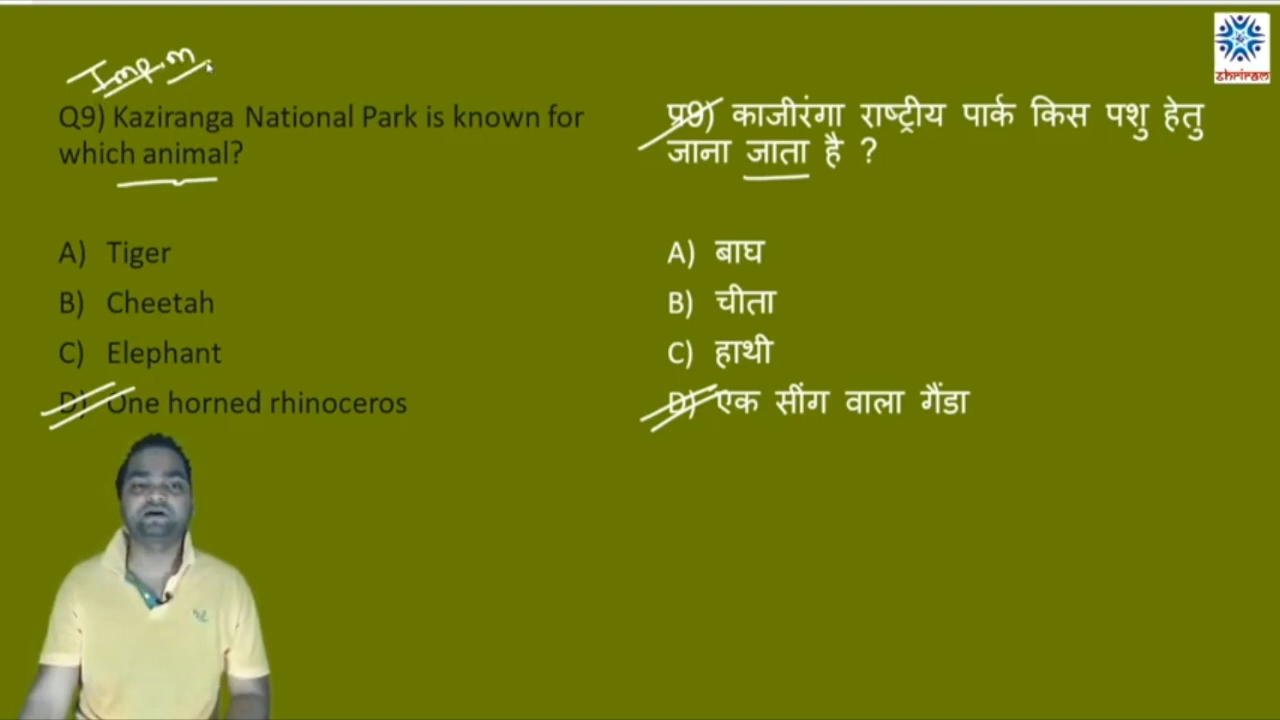 Imp.m.
Q9) Kaziranga National Park is known for
which animal?
A) Tiger
B) Cheetah
C) Elephant
D) One horned rhinoceros
प्र9) काजीरंगा राष्ट्रीय पार्क किस पशु हेतु
जाना जाता है ?
A) बाघ
B) चीता
C) हाथी
D) एक सींग वाला गैंडा
shriram